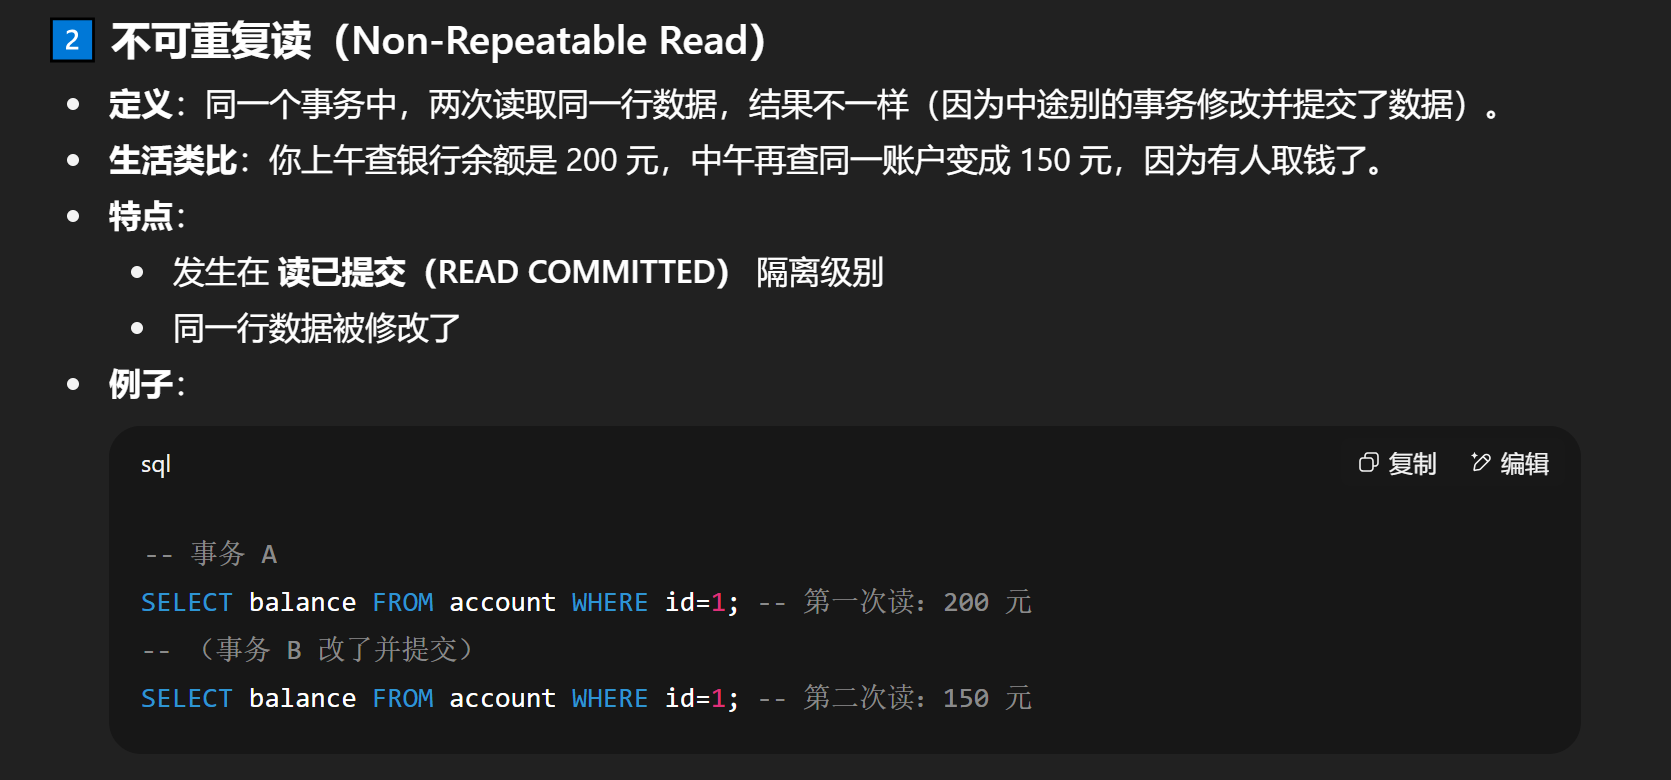 2 不可重复读（Non-Repeatable Read）
• 定义：同一个事务中，两次读取同一行数据，结果不一样（因为中途别的事务修改并提交了数据）。
• 生活类比：你上午查银行余额是 200 元，中午再查同一账户变成 150 元，因为有人取钱了。
• 特点：
• 发生在 读已提交（READ COMMITTED） 隔离级别
• 同一行数据被修改了
• 例子：
sql 复制 编辑
-- 事务 A
SELECT balance FROM account WHERE id=1; -- 第一次读：200 元
-- （事务 B 改了并提交）
SELECT balance FROM account WHERE id=1; -- 第二次读：150 元